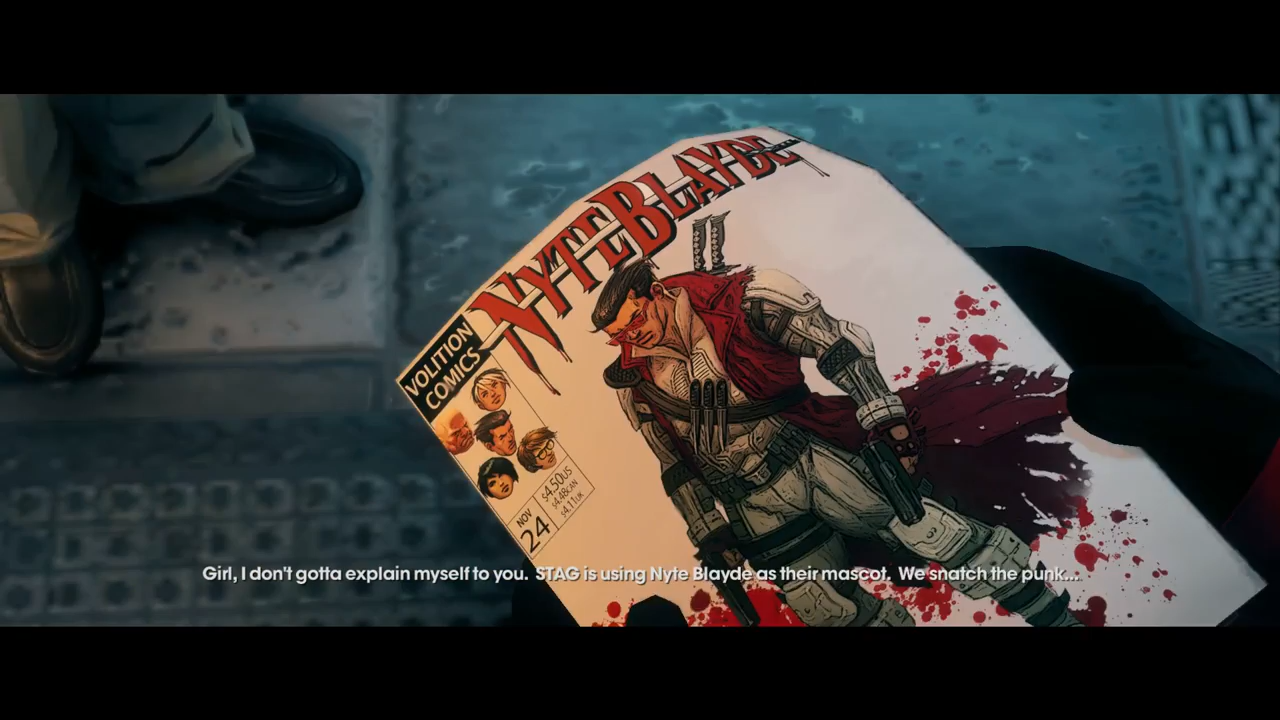 NYTE BLAYDE
VOLITION
COMICS
$4.50US
$4.48CAN
$4.11UK
NOV
24
Girl, I don't gotta explain myself to you. STAG is using Nyte Blayde as their mascot. We snatch the punk...